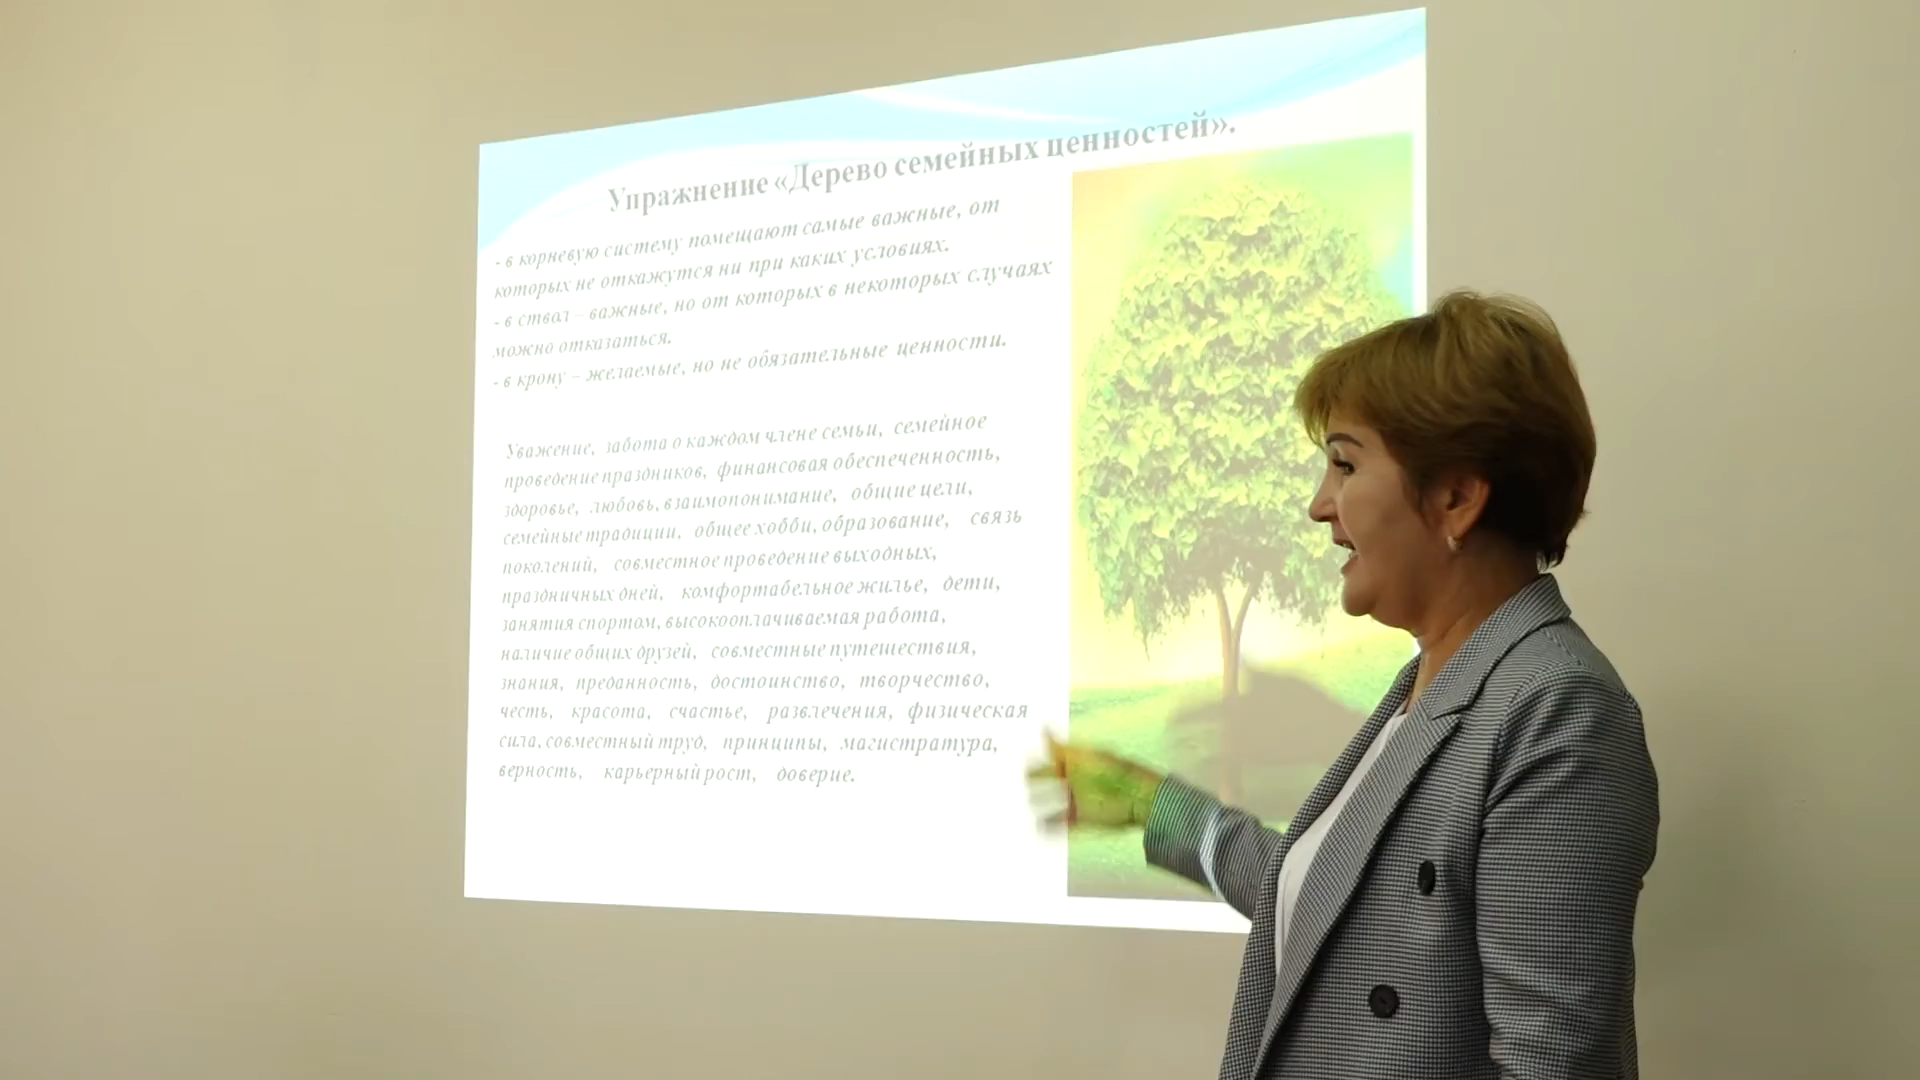 Упражнение «Дерево семейных ценностей».
- в корневую систему помещают самые важные, от
которых не откажутся ни при каких условиях.
- в ствол – важные, но от которых в некоторых случаях
можно отказаться.
- в крону – желаемые, но не обязательные ценности.
Уважение, забота о каждом члене семьи, семейное
проведение праздников, финансовая обеспеченность,
здоровье, любовь, взаимопонимание, общие цели,
семейные традиции, общее хобби, образование, связь
поколений, совместное проведение выходных,
праздничных дней, комфортабельное жилье, дети,
занятия спортом, высокооплачиваемая работа,
наличие общих друзей, совместные путешествия,
знания, преданность, достоинство, творчество,
честь, красота, счастье, развлечения, физическая
сила, совместный труд, принципы, магистратура,
верность, карьерный рост, доверие.